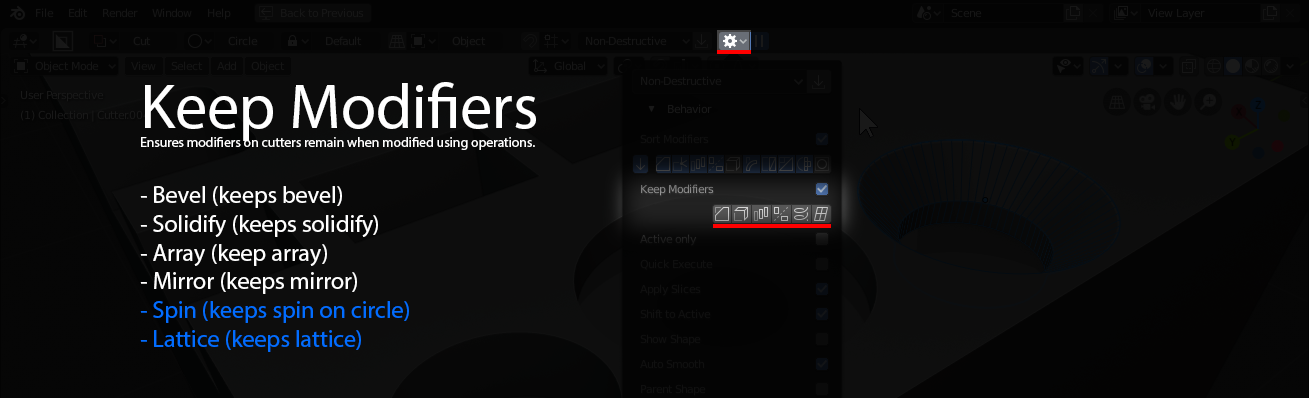 File Edit Render Window Help Back to Previous Scene View Layer
Cut Circle Default Object Non-Destructive
Object Mode View Select Add Object Global
User Perspective
(1) Collection | Cutter.00
Keep Modifiers
Ensures modifiers on cutters remain when modified using operations.
- Bevel (keeps bevel)
- Solidify (keeps solidify)
- Array (keep array)
- Mirror (keeps mirror)
- Spin (keeps spin on circle)
- Lattice (keeps lattice)
Non-Destructive
Behavior
Sort Modifiers
Keep Modifiers
Active only
Quick Execute
Apply Slices
Shift to Active
Show Shape
Auto Smooth
Parent Shape